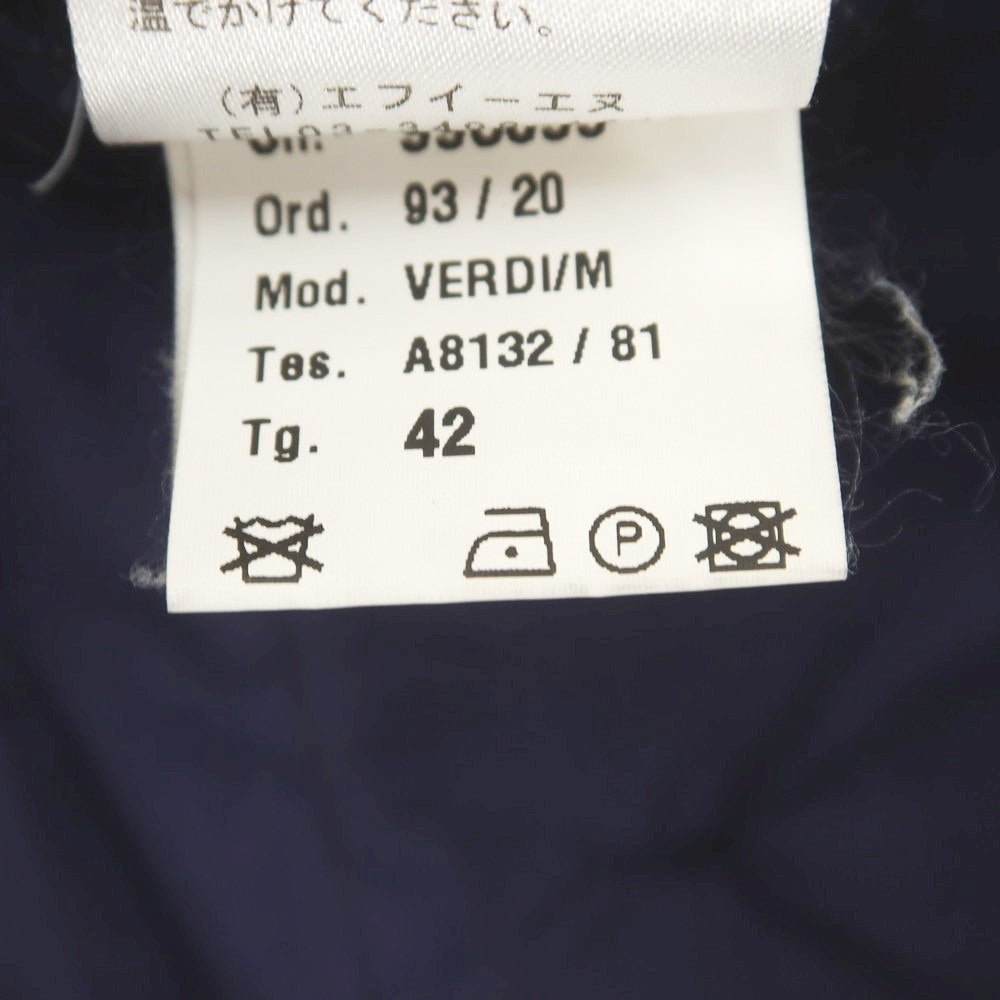 温でかけてください。
(有)エフイーエヌ
Ord. 93 / 20
Mod. VERDI/M
Tes. A8132 / 81
Tg. 42
P